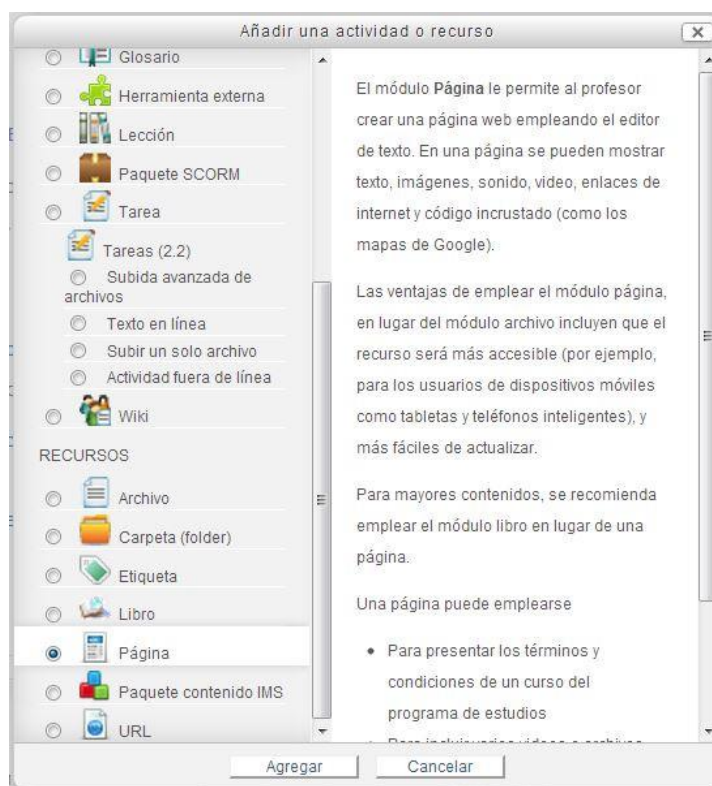 Añadir una actividad o recurso
Glosario
Herramienta externa
Lección
Paquete SCORM
Tarea
Tareas (2.2)
Subida avanzada de
archivos
Texto en línea
Subir un solo archivo
Actividad fuera de línea
Wiki
RECURSOS
Archivo
Carpeta (folder)
Etiqueta
Libro
Página
Paquete contenido IMS
URL
El módulo Página le permite al profesor
crear una página web empleando el editor
de texto. En una página se pueden mostrar
texto, imágenes, sonido, video, enlaces de
internet y código incrustado (como los
mapas de Google).
Las ventajas de emplear el módulo página,
en lugar del módulo archivo incluyen que el
recurso será más accesible (por ejemplo,
para los usuarios de dispositivos móviles
como tabletas y teléfonos inteligentes), y
más fáciles de actualizar.
Para mayores contenidos, se recomienda
emplear el módulo libro en lugar de una
página.
Una página puede emplearse
Para presentar los términos y
condiciones de un curso del
programa de estudios
Agregar
Cancelar